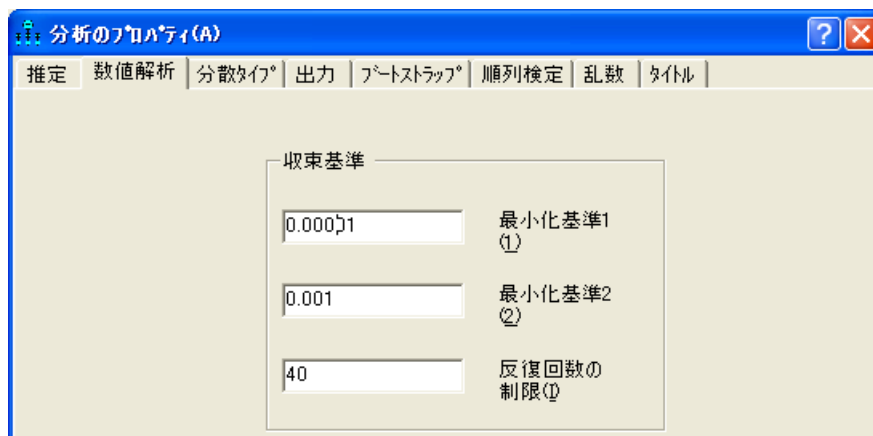 分析のﾌﾟﾛﾊﾟﾃｨ(A)
推定 数値解析 分散ﾀｲﾌﾟ 出力 ﾌﾞｰﾄｽﾄﾗｯﾌﾟ 順列検定 乱数 ﾀｲﾄﾙ
収束基準
0.00001 最小化基準1
(1)
0.001 最小化基準2
(2)
40 反復回数の
制限(I)